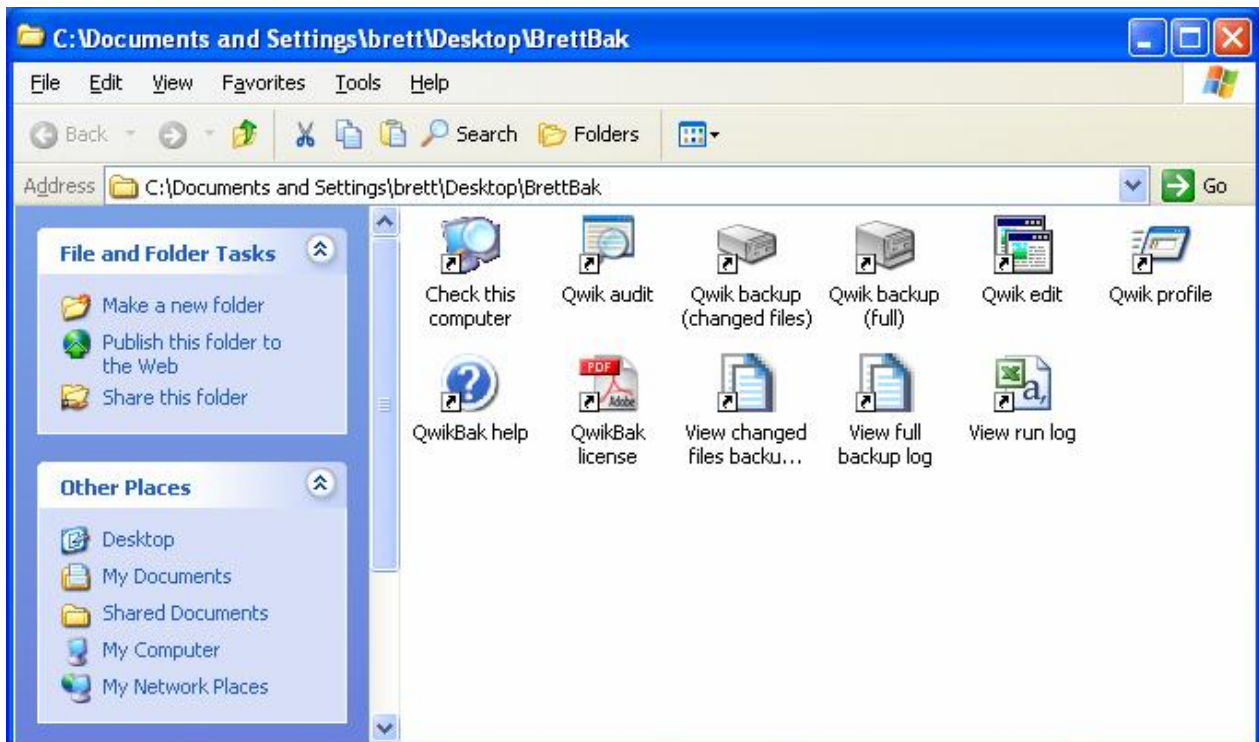 C:\Documents and Settings\brett\Desktop\BrettBak
File Edit View Favorites Tools Help
Back Search Folders
Address C:\Documents and Settings\brett\Desktop\BrettBak Go
File and Folder Tasks
Make a new folder
Publish this folder to
the Web
Share this folder
Other Places
Desktop
My Documents
Shared Documents
My Computer
My Network Places
Check this
computer
Qwik audit
Qwik backup
(changed files)
Qwik backup
(full)
Qwik edit
Qwik profile
QwikBak help
PDF
Adobe
QwikBak
license
View changed
files backu...
View full
backup log
a,
View run log